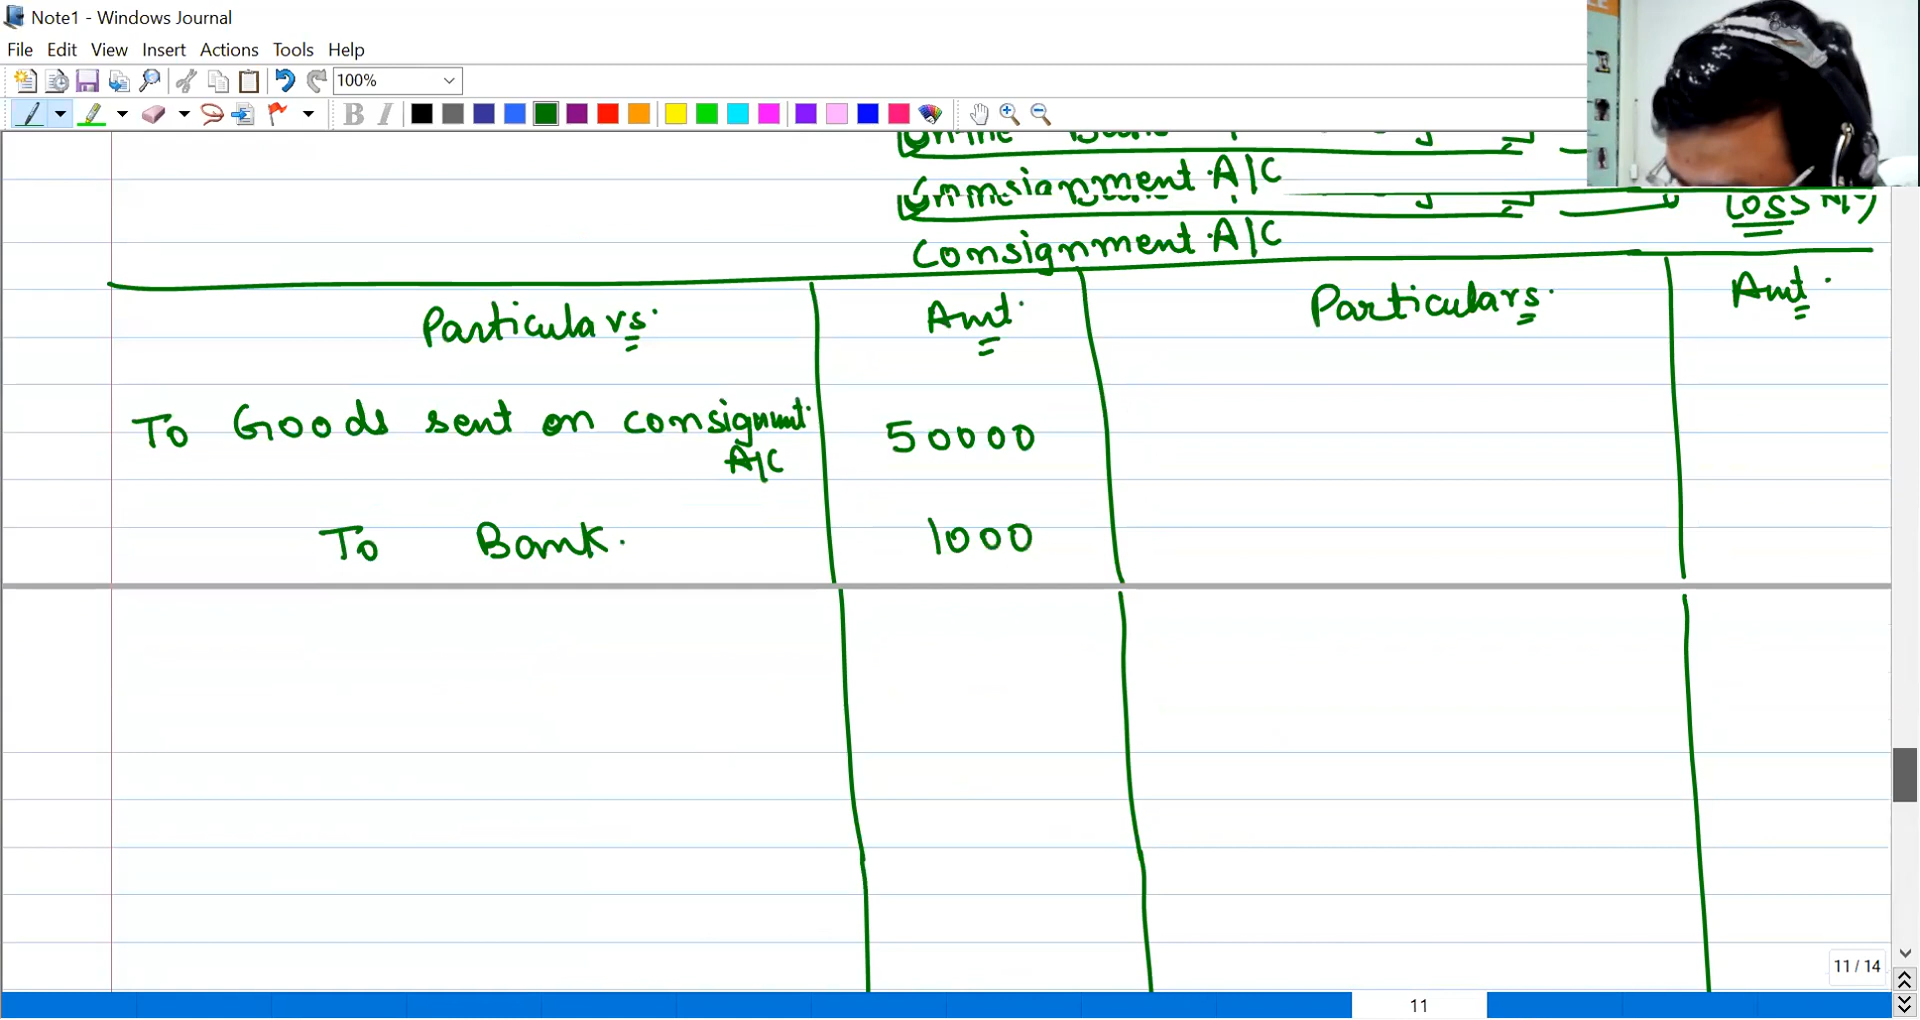 Note1 - Windows Journal
File Edit View Insert Actions Tools Help
100%
B I
Consignment A/C
Loss A/C
Consignment A/C
Particulars. Amt. Particulars. Amt.
To Goods sent on consignment. 50000
A/C
To Bank. 1000
11 / 14
11